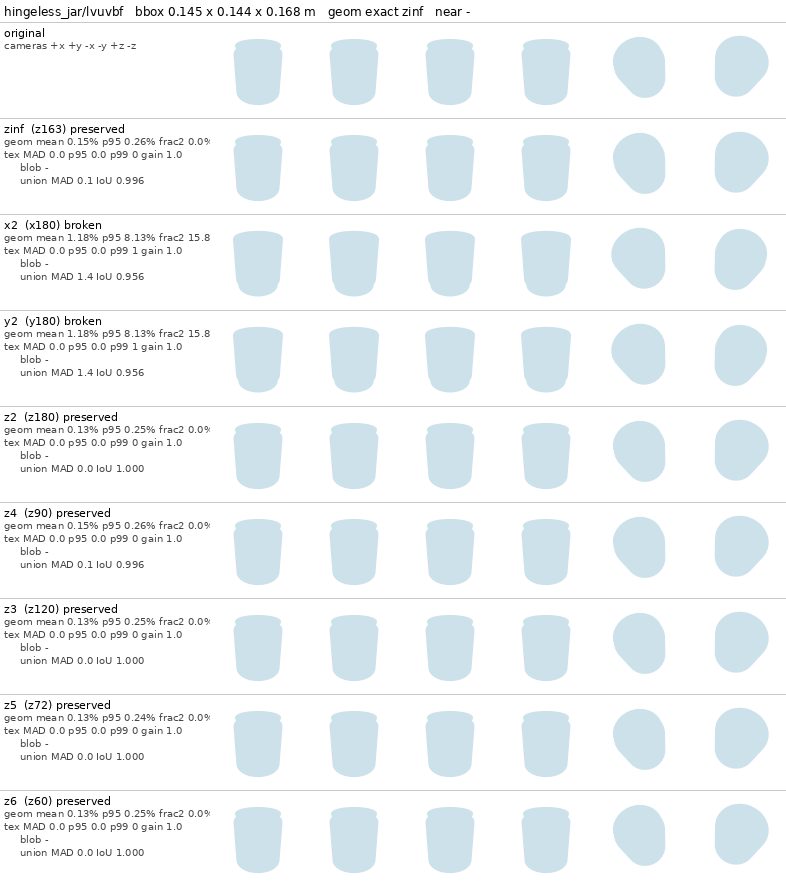 hingeless_jar/lvuvbf   bbox 0.145 x 0.144 x 0.168 m   geom exact zinf   near -
original
cameras +x +y -x -y +z -z
zinf  (z163) preserved
geom mean 0.15% p95 0.26% frac2 0.0%
tex MAD 0.0 p95 0.0 p99 0 gain 1.0
blob -
union MAD 0.1 IoU 0.996
x2  (x180) broken
geom mean 1.18% p95 8.13% frac2 15.8
tex MAD 0.0 p95 0.0 p99 1 gain 1.0
blob -
union MAD 1.4 IoU 0.956
y2  (y180) broken
geom mean 1.18% p95 8.13% frac2 15.8
tex MAD 0.0 p95 0.0 p99 1 gain 1.0
blob -
union MAD 1.4 IoU 0.956
z2  (z180) preserved
geom mean 0.13% p95 0.25% frac2 0.0%
tex MAD 0.0 p95 0.0 p99 0 gain 1.0
blob -
union MAD 0.0 IoU 1.000
z4  (z90) preserved
geom mean 0.15% p95 0.26% frac2 0.0%
tex MAD 0.0 p95 0.0 p99 0 gain 1.0
blob -
union MAD 0.1 IoU 0.996
z3  (z120) preserved
geom mean 0.13% p95 0.25% frac2 0.0%
tex MAD 0.0 p95 0.0 p99 0 gain 1.0
blob -
union MAD 0.0 IoU 1.000
z5  (z72) preserved
geom mean 0.13% p95 0.24% frac2 0.0%
tex MAD 0.0 p95 0.0 p99 0 gain 1.0
blob -
union MAD 0.0 IoU 1.000
z6  (z60) preserved
geom mean 0.13% p95 0.25% frac2 0.0%
tex MAD 0.0 p95 0.0 p99 0 gain 1.0
blob -
union MAD 0.0 IoU 1.000